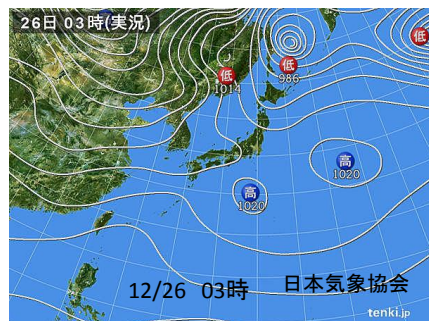 26日 03時(実況)
低
低
986
低
1014
高
1020
高
1020
12/26 03時
日本気象協会
tenki.jp